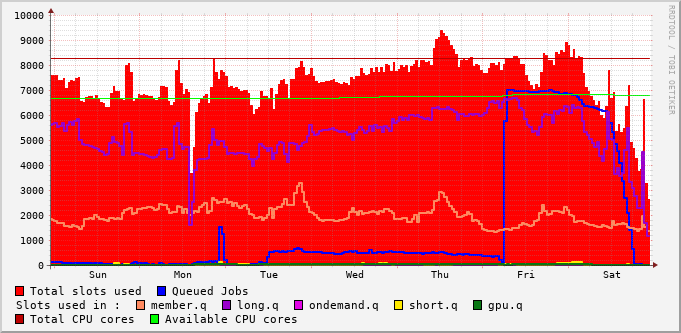 10000
9000
8000
7000
6000
5000
4000
3000
2000
1000
0
Sun Mon Tue Wed Thu Fri Sat
RRDTOOL / TOBI OETIKER
Total slots used Queued Jobs
Slots used in : member.q long.q ondemand.q short.q gpu.q
Total CPU cores Available CPU cores